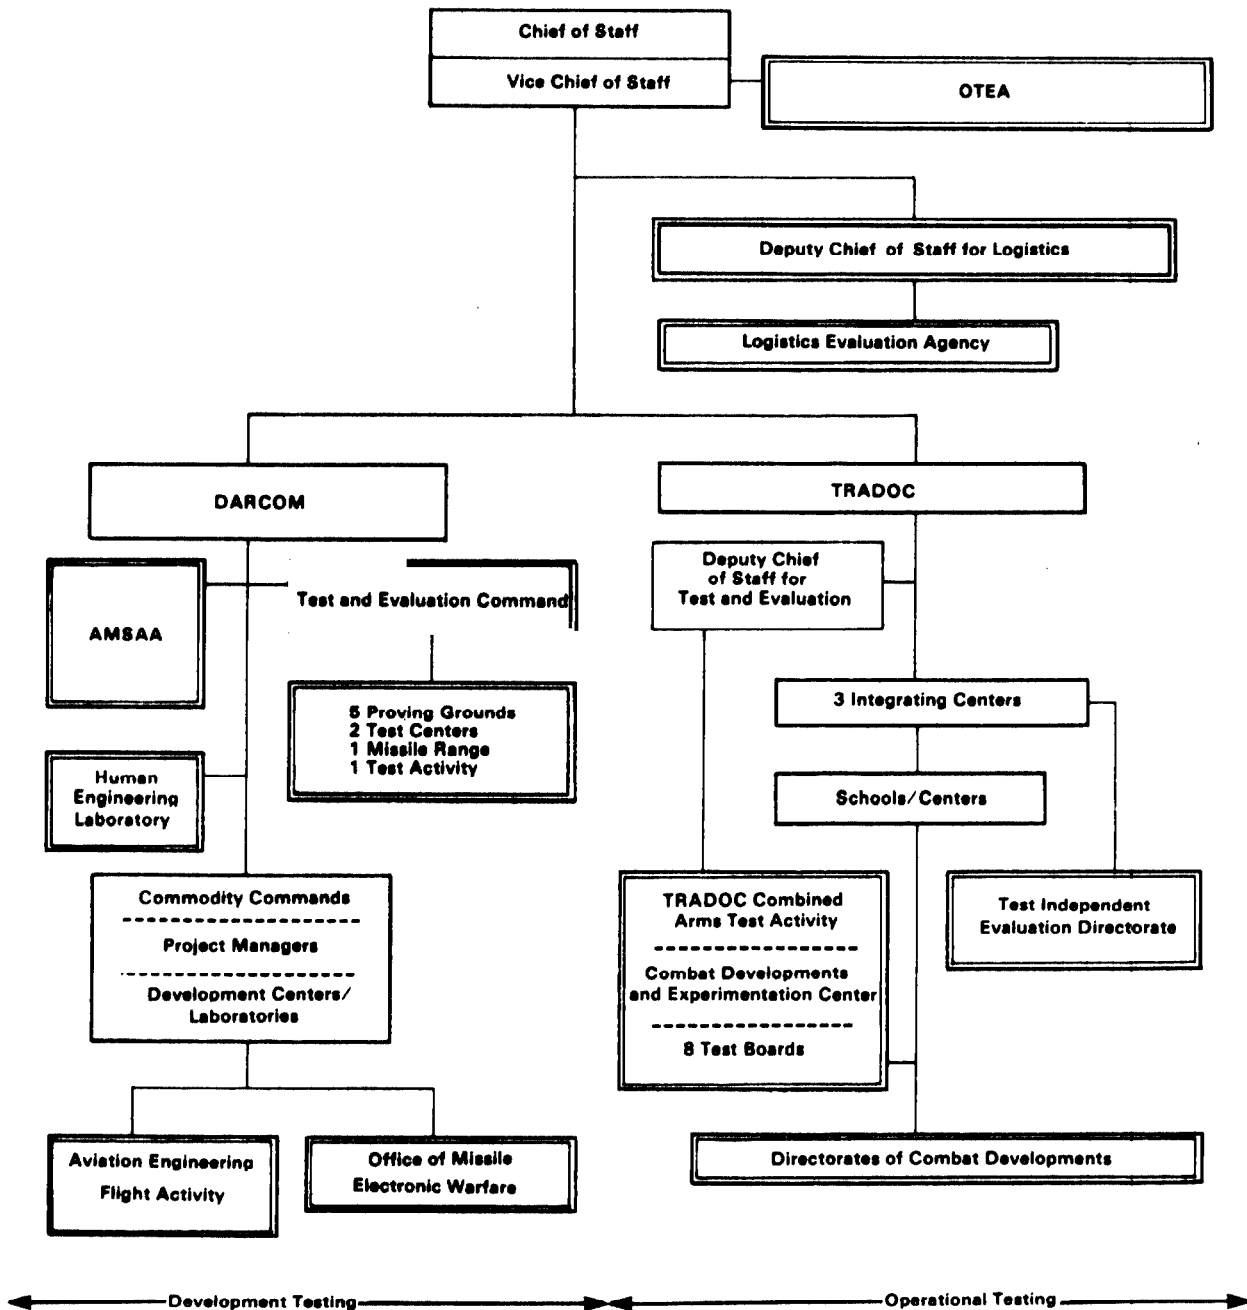 Chief of Staff
Vice Chief of Staff
OTEA
Deputy Chief of Staff for Logistics
Logistics Evaluation Agency
DARCOM
TRADOC
AMSAA
Test and Evaluation Command
5 Proving Grounds
2 Test Centers
1 Missile Range
1 Test Activity
Human
Engineering
Laboratory
Commodity Commands
Project Managers
Development Centers/
Laboratories
Aviation Engineering
Flight Activity
Office of Missile
Electronic Warfare
Deputy Chief
of Staff for
Test and Evaluation
3 Integrating Centers
Schools/Centers
TRADOC Combined
Arms Test Activity
Combat Developments
and Experimentation Center
8 Test Boards
Test Independent
Evaluation Directorate
Directorates of Combat Developments
Development Testing
Operational Testing